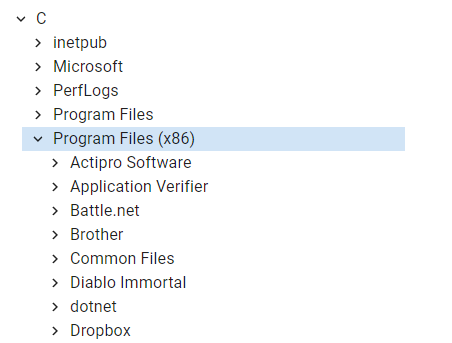 C
inetpub
Microsoft
PerfLogs
Program Files
Program Files (x86)
Actipro Software
Application Verifier
Battle.net
Brother
Common Files
Diablo Immortal
dotnet
Dropbox